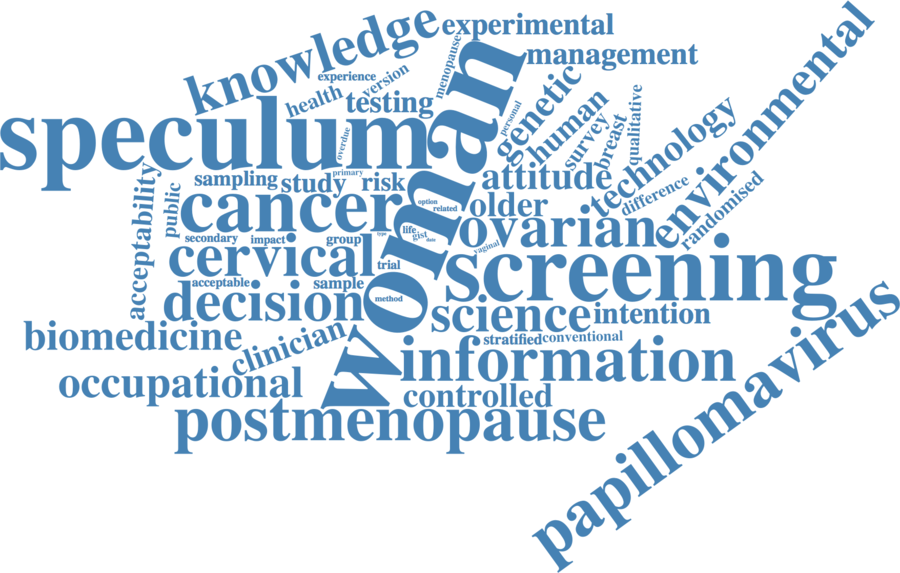 knowledge
experimental
management
experience
version
menopause
health
testing
speculum
woman
personal
genetic
human
survey
breast
qualitative
technology
environmental
overdue
primary
sampling
study
risk
attitude
difference
randomised
acceptability
public
cancer
option
related
older
ovarian
secondary
impact
group
type
life
gist
date
vaginal
cervical
trial
screening
acceptable
sample
decision
method
science
intention
biomedicine
clinician
stratified
conventional
information
papillomavirus
occupational
controlled
postmenopause